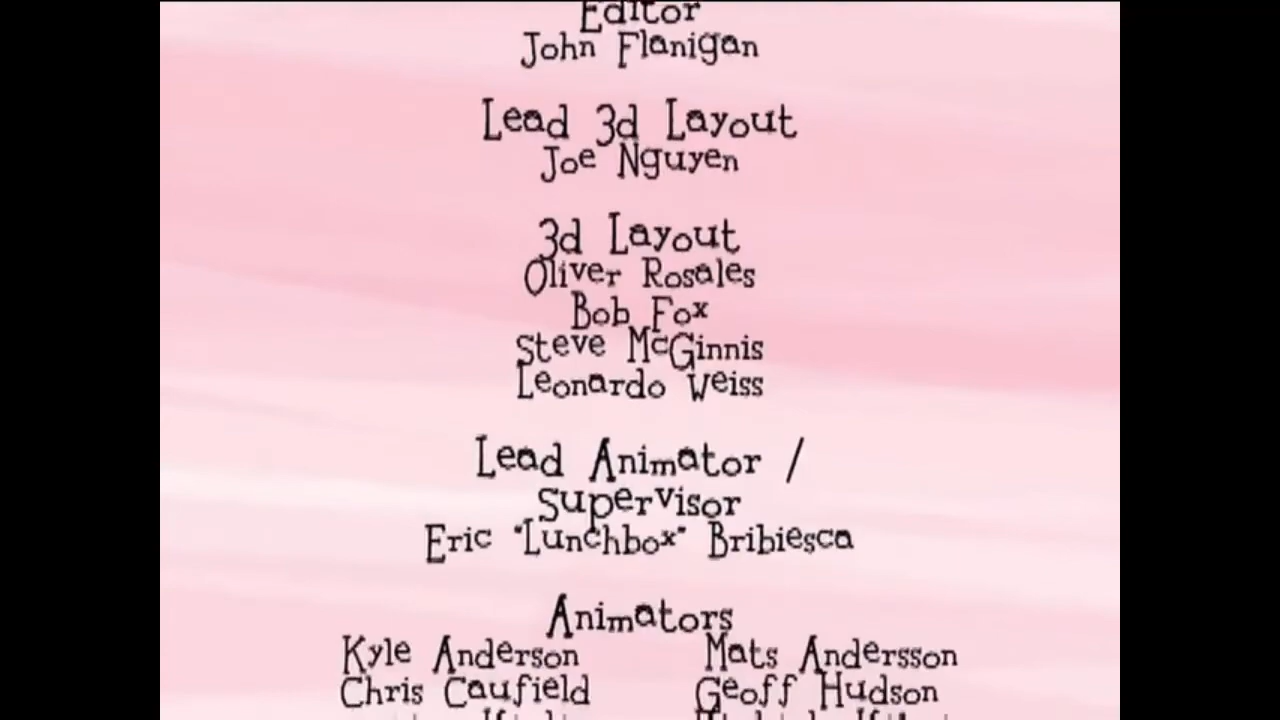 Editor
John Flanigan
Lead 3d Layout
Joe Nguyen
3d Layout
Oliver Rosales
Bob Fox
Steve McGinnis
Leonardo Weiss
Lead Animator /
Supervisor
Eric "Lunchbox" Bribiesca
Animators
Kyle Anderson Mats Andersson
Chris Caufield Geoff Hudson